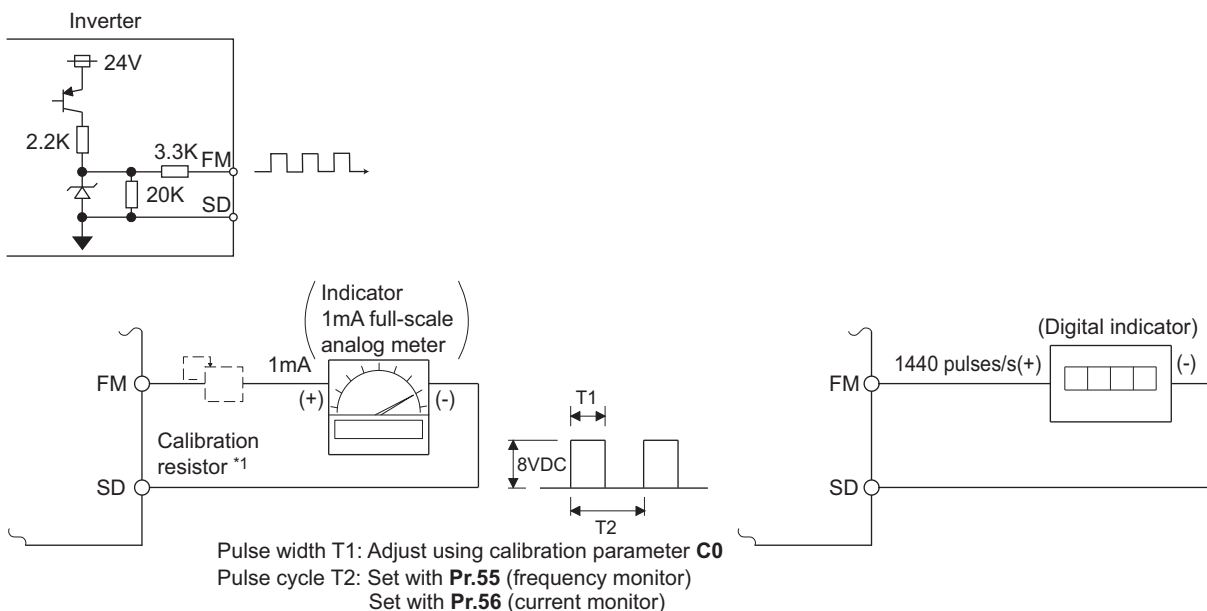 Inverter
24V
2.2K
3.3K
FM
20K
SD
Indicator
1mA full-scale
analog meter
1mA
FM
(+)
(-)
Calibration
resistor *1
SD
T1
8VDC
T2
(Digital indicator)
1440 pulses/s(+)
(-)
FM
SD
Pulse width T1: Adjust using calibration parameter C0
Pulse cycle T2: Set with Pr.55 (frequency monitor)
Set with Pr.56 (current monitor)